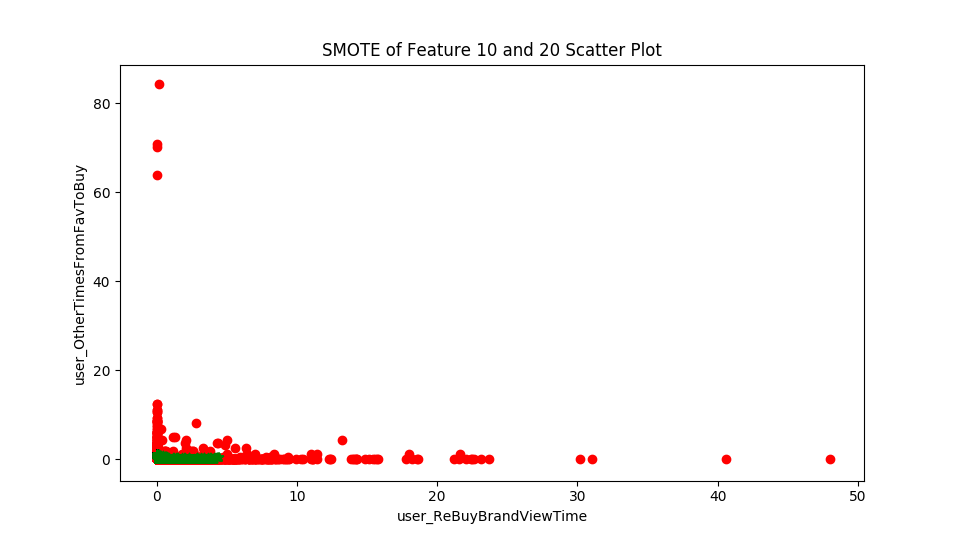 SMOTE of Feature 10 and 20 Scatter Plot
80
60
40
20
0
user_OtherTimesFromFavToBuy
0 10 20 30 40 50
user_ReBuyBrandViewTime